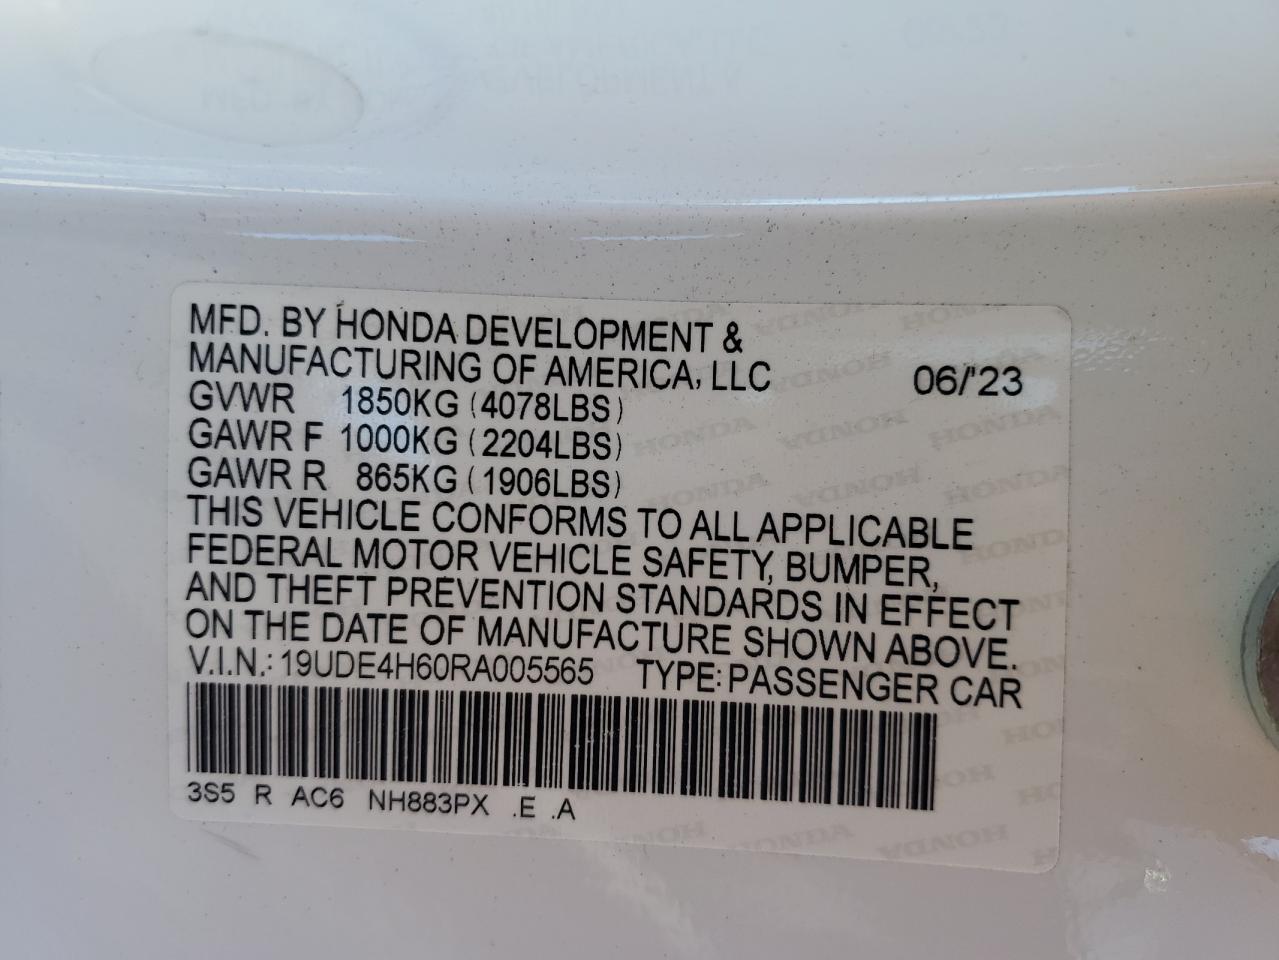 MFD. BY HONDA DEVELOPMENT &
MANUFACTURING OF AMERICA, LLC 06/'23
GVWR 1850KG (4078LBS)
GAWR F 1000KG (2204LBS)
GAWR R 865KG (1906LBS)
THIS VEHICLE CONFORMS TO ALL APPLICABLE
FEDERAL MOTOR VEHICLE SAFETY, BUMPER,
AND THEFT PREVENTION STANDARDS IN EFFECT
ON THE DATE OF MANUFACTURE SHOWN ABOVE.
V.I.N.: 19UDE4H60RA005565 TYPE: PASSENGER CAR
3S5 R AC6 NH883PX .E .A